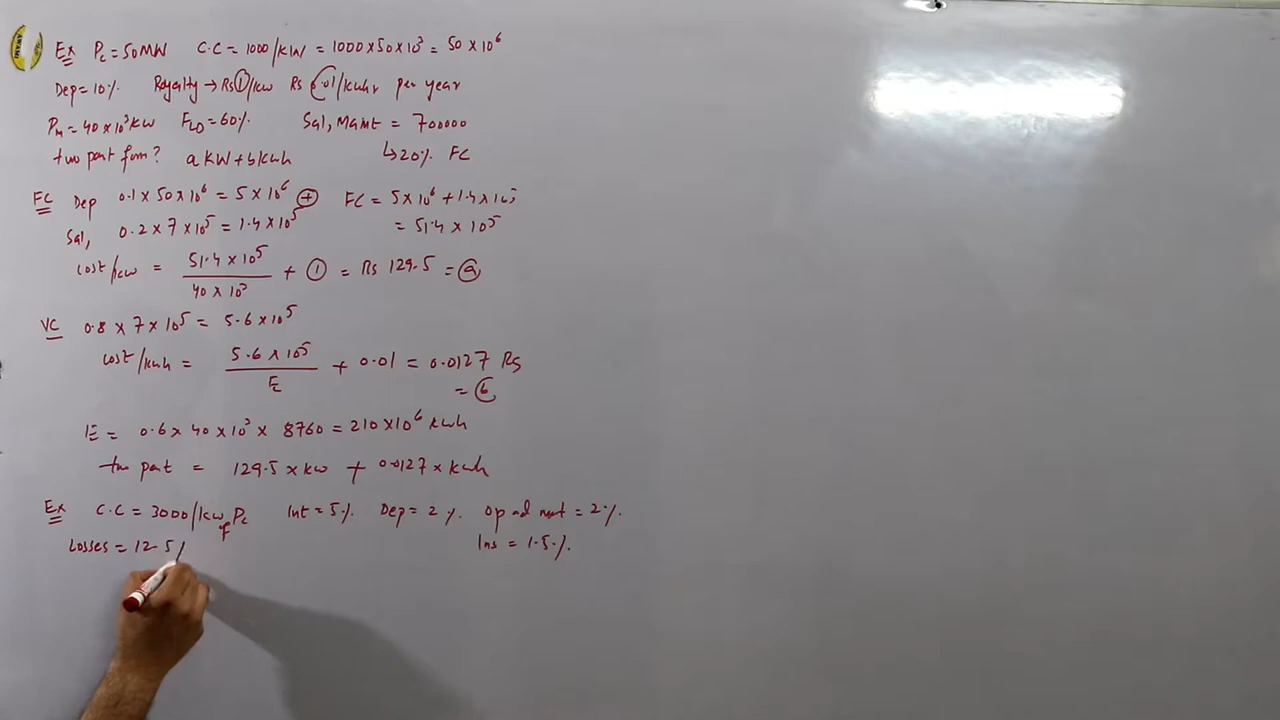 Ex Pc = 50MW C.C = 1000/KW = 1000×50×10³ = 50×10⁶
Dep = 10% Royalty → Rs 1/kw Rs 0.01/kwhr per year
PM = 40×10³ KW FLD = 60% Sal, Maint = 700000
two part form? a KW + b kwh ↳ 20% FC
FC Dep 0.1 × 50×10⁶ = 5×10⁶ + FC = 5×10⁶ + 1.4×10⁵
Sal, 0.2 × 7×10⁵ = 1.4×10⁵ = 51.4 × 10⁵
cost/kw = 51.4 × 10⁵ / 40 × 10³ + 1 = Rs 129.5 = a
VC 0.8 × 7 × 10⁵ = 5.6×10⁵
cost/kwh = 5.6×10⁵ / E + 0.01 = 0.0127 Rs
= b
E = 0.6 × 40×10³ × 8760 = 210×10⁶ kwh
two part = 129.5 × kw + 0.0127 × kwh
Ex C.C = 3000/kw of Pc Int = 5% Dep = 2% Op ad mnt = 2%
Losses = 12.5/ Ins = 1.5%